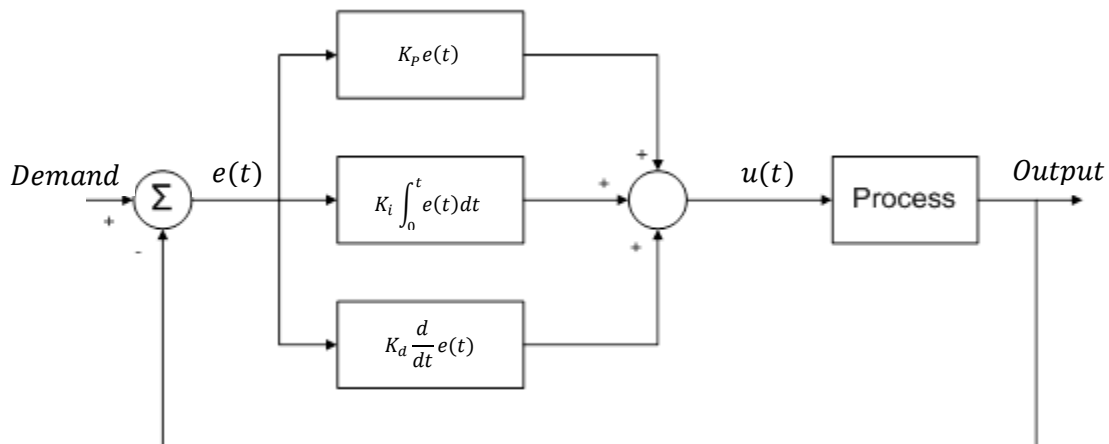 K_P e(t)
Demand
Σ
e(t)
K_i ∫_0^t e(t)dt
u(t)
Process
Output
+
-
+
+
+
K_d d/dt e(t)